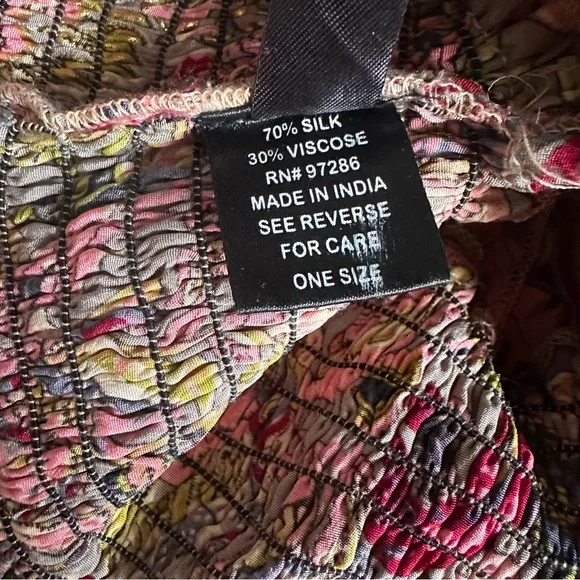 70% SILK
30% VISCOSE
RN# 97286
MADE IN INDIA
SEE REVERSE
FOR CARE
ONE SIZE